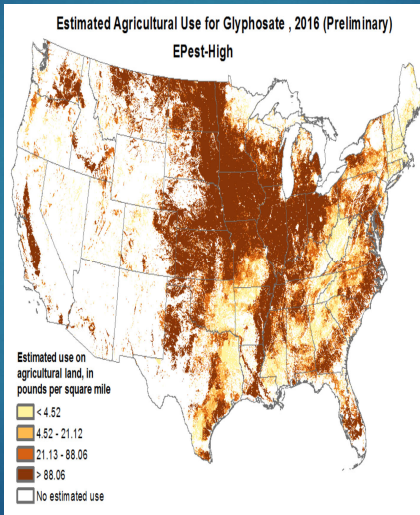 Estimated Agricultural Use for Glyphosate , 2016 (Preliminary)
EPest-High
Estimated use on
agricultural land, in
pounds per square mile
< 4.52
4.52 - 21.12
21.13 - 88.06
> 88.06
No estimated use